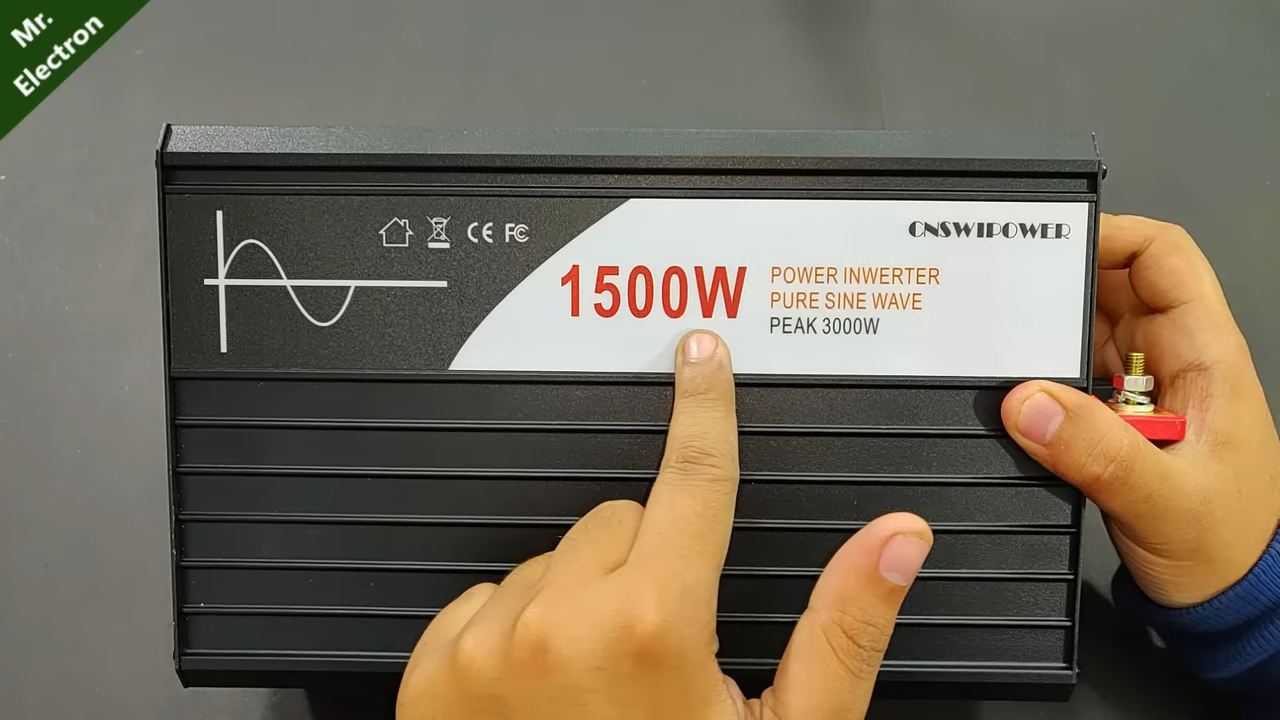 Mr.
Electron
CE FC
CNSWIPOWER
1500W
POWER INWERTER
PURE SINE WAVE
PEAK 3000W